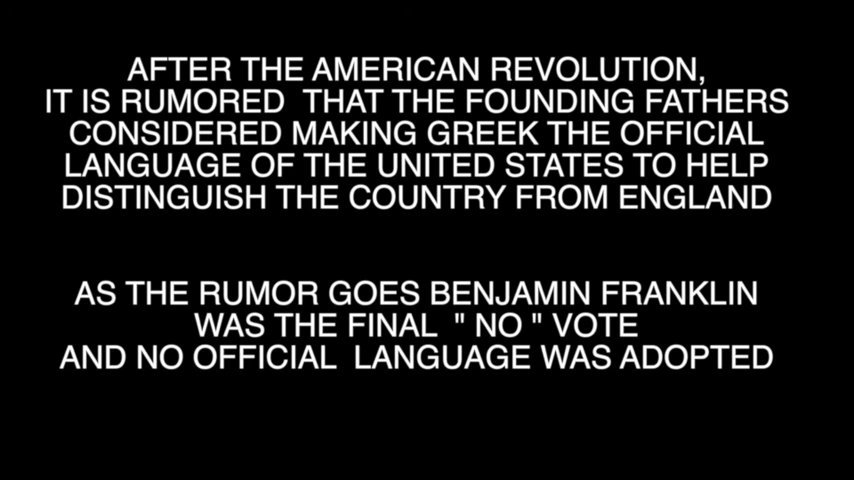 AFTER THE AMERICAN REVOLUTION,
IT IS RUMORED  THAT THE FOUNDING FATHERS
CONSIDERED MAKING GREEK THE OFFICIAL
LANGUAGE OF THE UNITED STATES TO HELP
DISTINGUISH THE COUNTRY FROM ENGLAND
AS THE RUMOR GOES BENJAMIN FRANKLIN
WAS THE FINAL  " NO " VOTE
AND NO OFFICIAL  LANGUAGE WAS ADOPTED